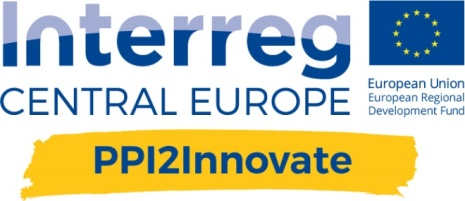 Interreg
CENTRAL EUROPE
European Union
European Regional
Development Fund
PPI2Innovate